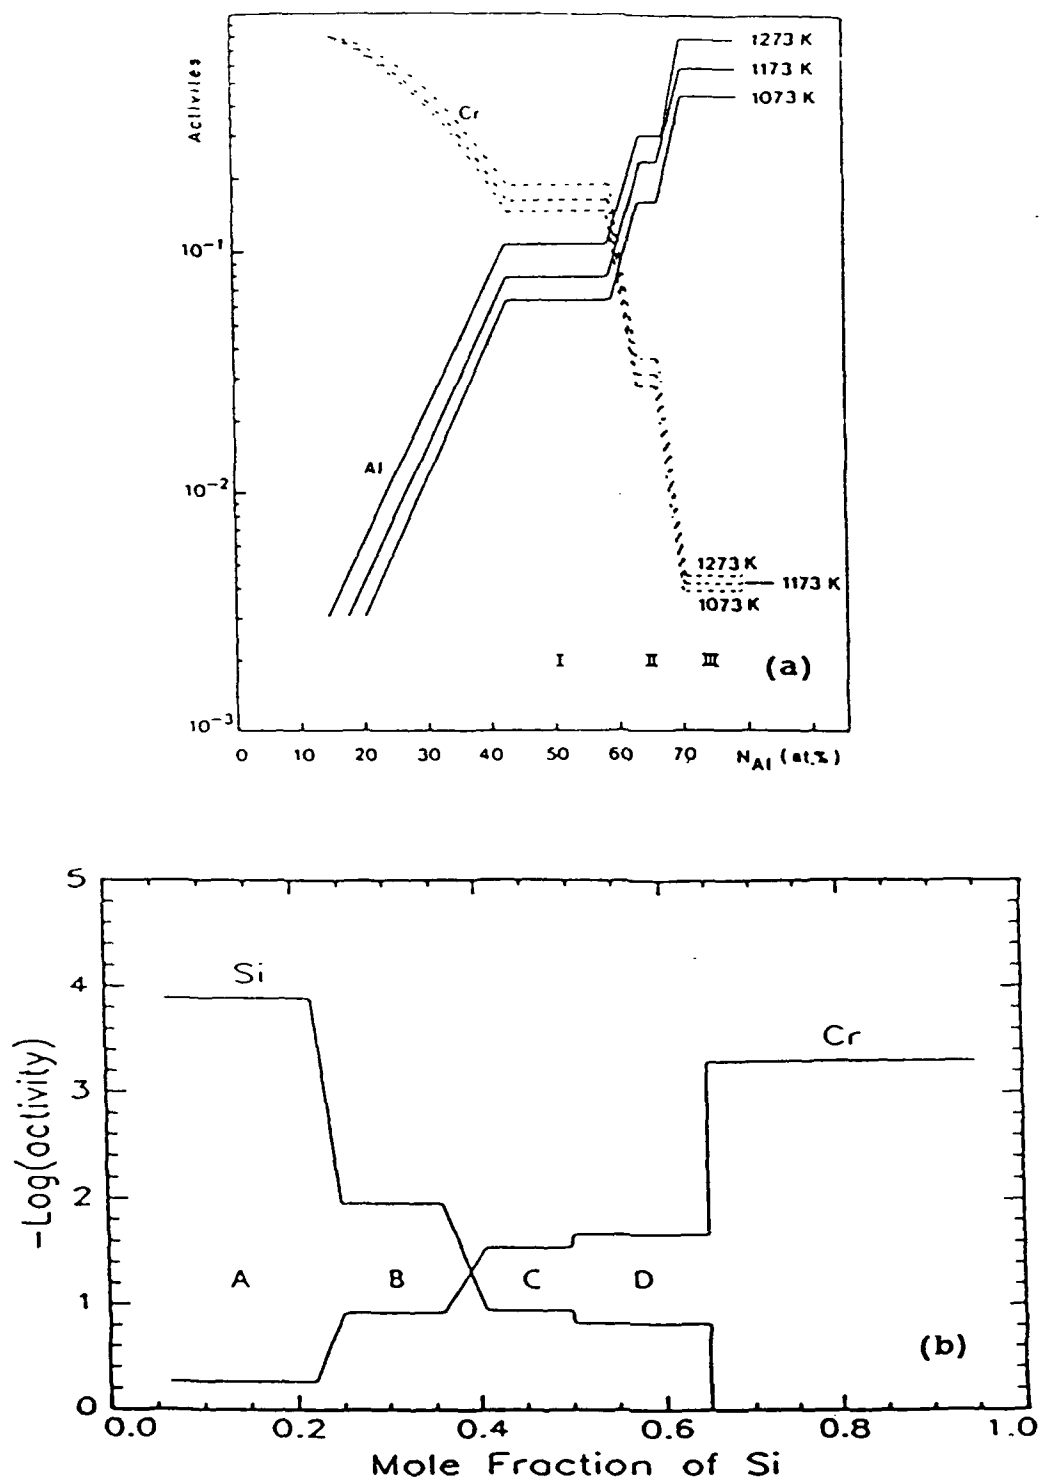 Activities
1273 K
1173 K
1073 K
Cr
10⁻¹
Al
10⁻²
1273 K
1173 K
1073 K
I II III (a)
10⁻³
0 10 20 30 40 50 60 70 N_Al (at.%)
5
Si
4
Cr
3
-Log(activity)
2
A B C D
1
(b)
0
0.0 0.2 0.4 0.6 0.8 1.0
Mole Fraction of Si